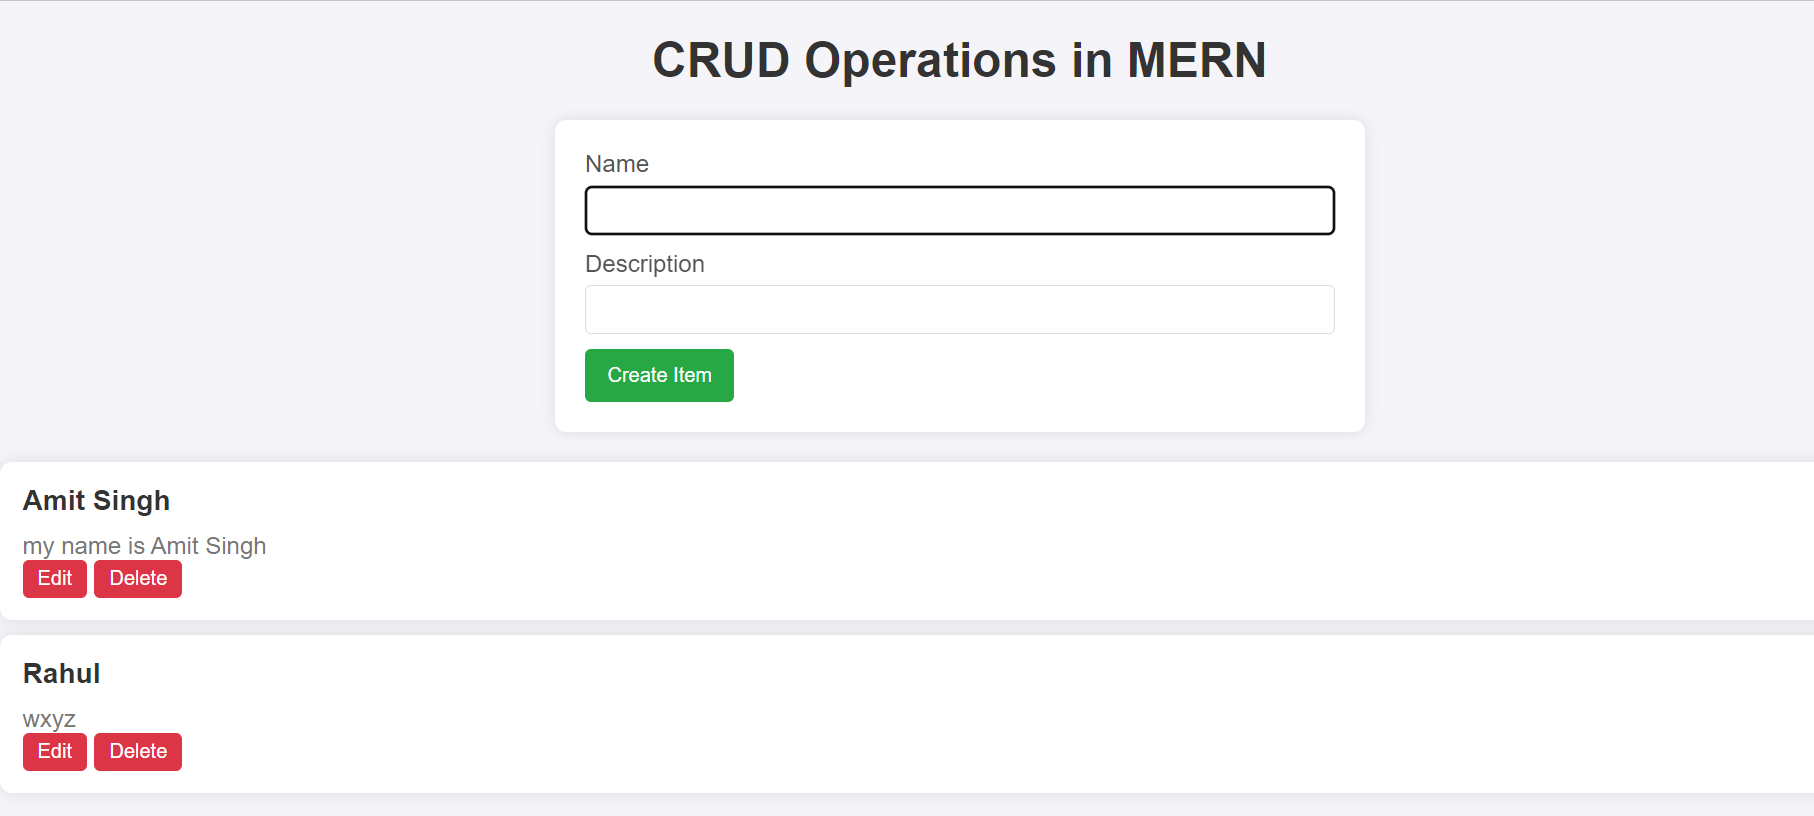 CRUD Operations in MERN
Name
Description
Create Item
Amit Singh
my name is Amit Singh
Edit Delete
Rahul
wxyz
Edit Delete